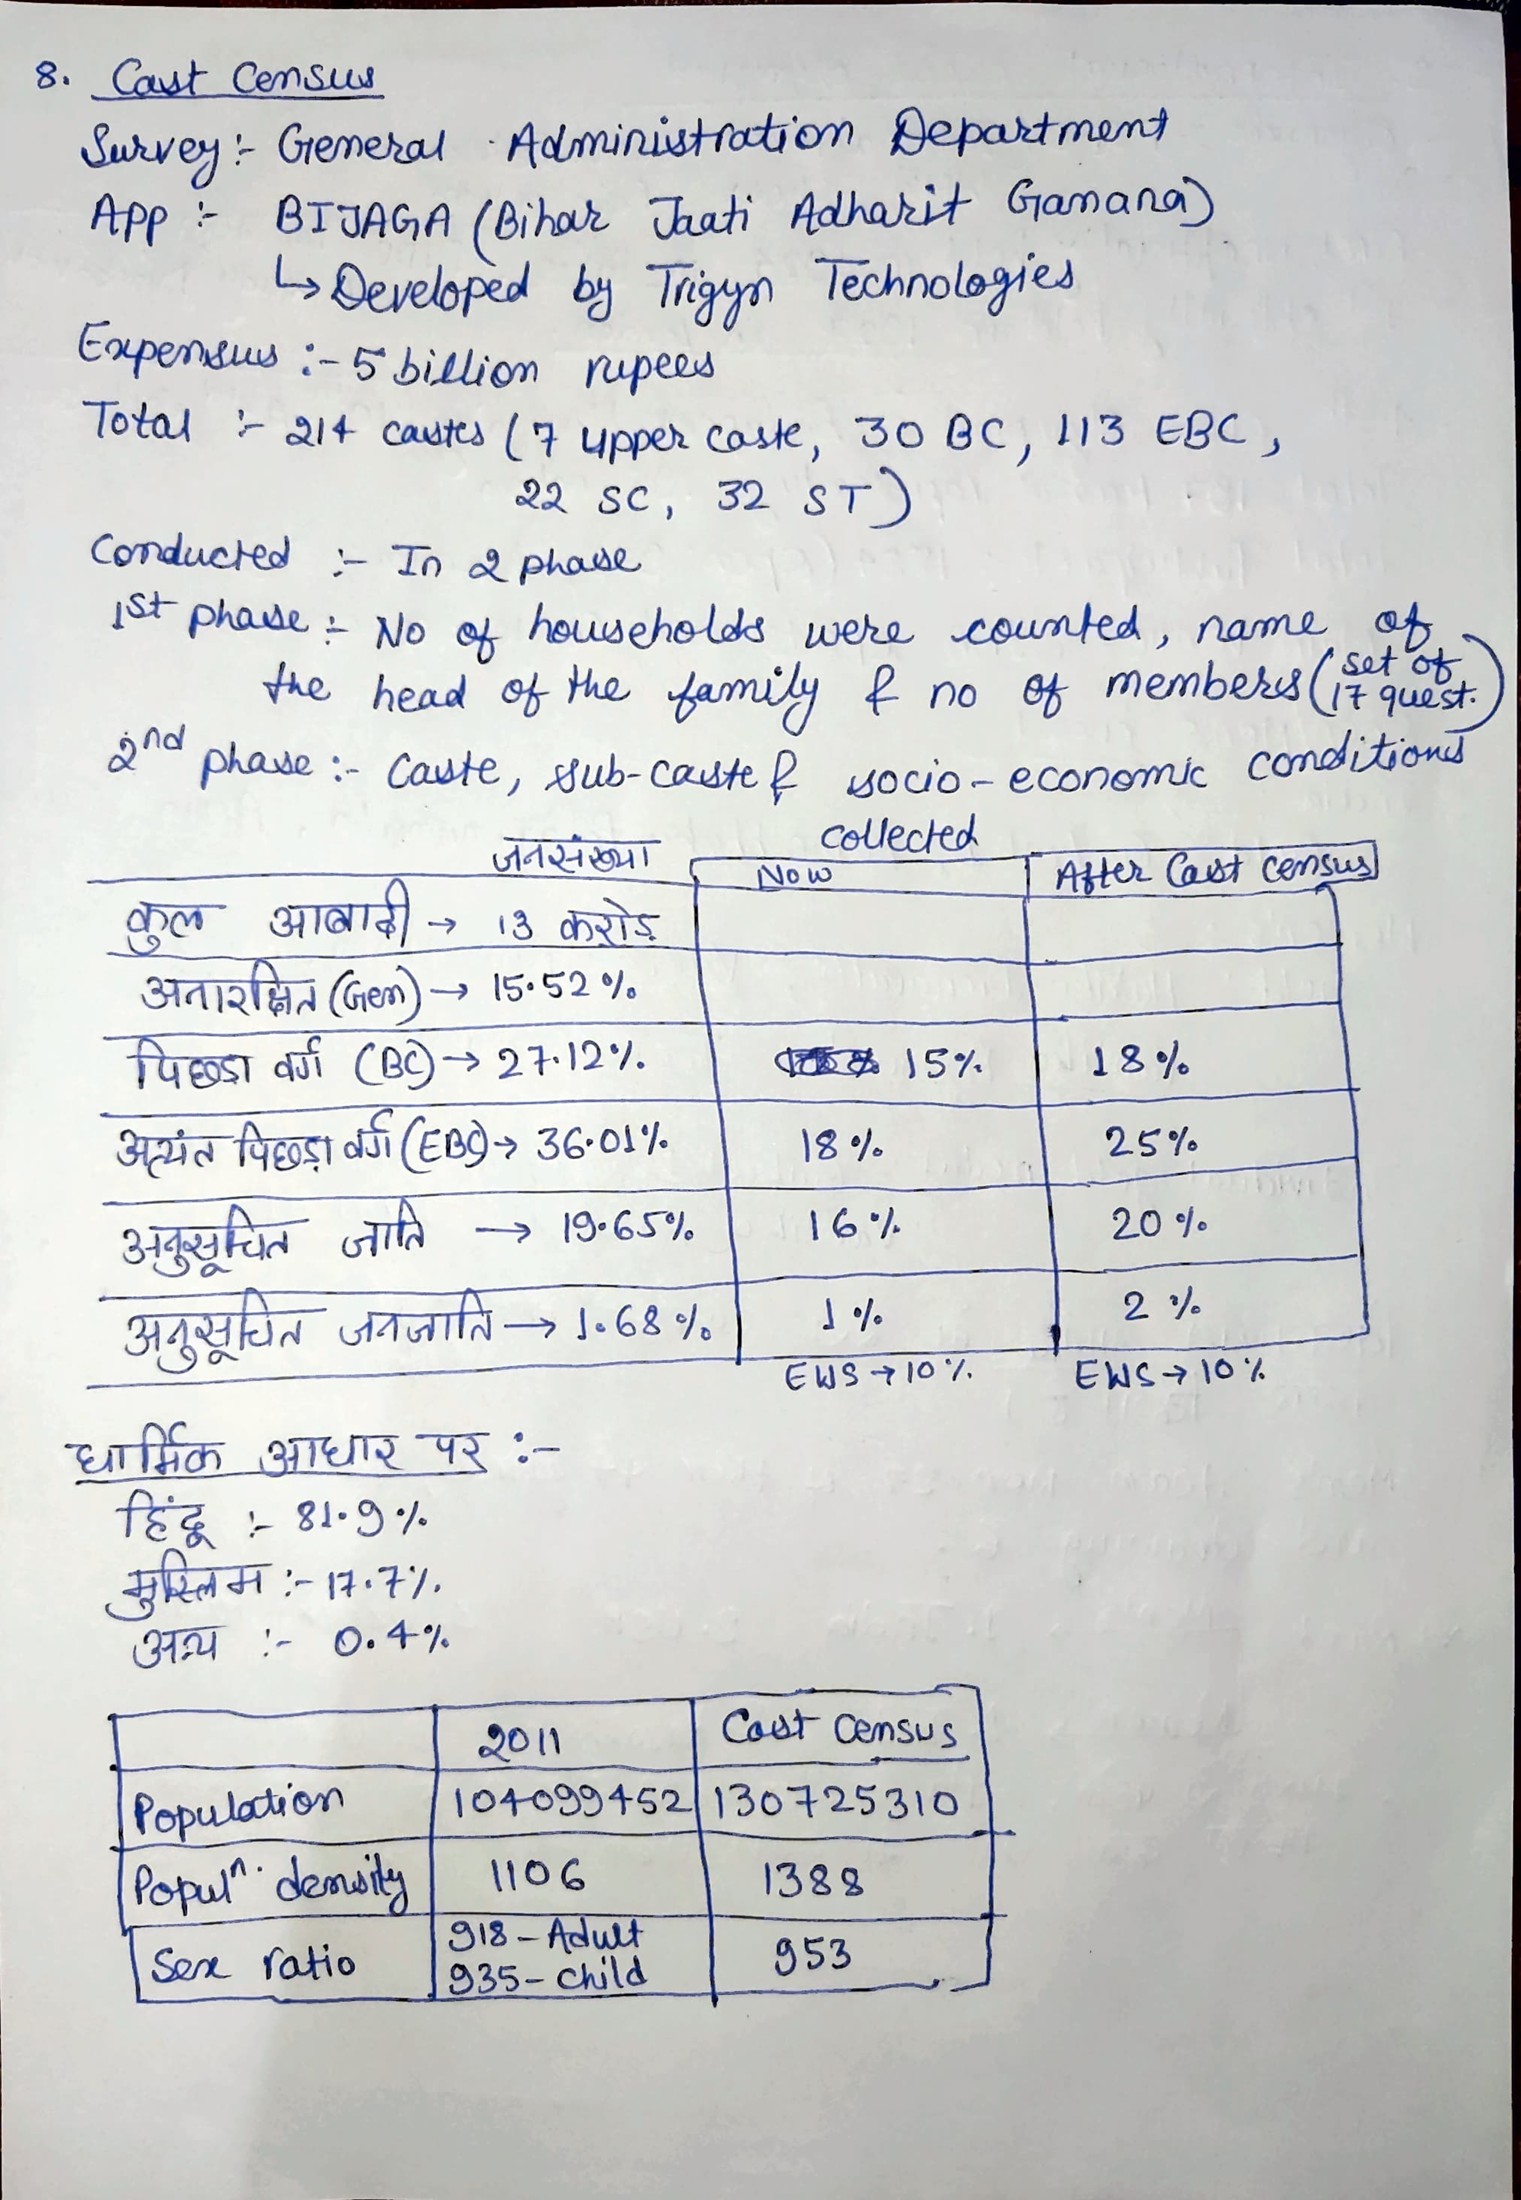 8. Cast Census
Survey :- General Administration Department
App :- BIJAGA (Bihar Jaati Adharit Ganana)
↳ Developed by Trigyn Technologies
Expensus :- 5 billion rupees
Total :- 214 castes (7 upper caste, 30 BC, 113 EBC,
22 SC, 32 ST)
Conducted :- In 2 phase
1st phase :- No of households were counted, name of
the head of the family & no of members (set of 17 quest.)
2nd phase :- Caste, sub-caste & socio-economic conditions
collected
जनसंख्या Now After Cast Census
कुल आबादी → 13 करोड़
अनारक्षित (Gen) → 15.52%
पिछड़ा वर्ग (BC) → 27.12% 15% 18%
अत्यंत पिछड़ा वर्ग (EBC) → 36.01% 18% 25%
अनुसूचित जाति → 19.65% 16% 20%
अनुसूचित जनजाति → 1.68% 1% 2%
EWS → 10% EWS → 10%
धार्मिक आधार पर :-
हिंदू :- 81.9%
मुस्लिम :- 17.7%
अन्य :- 0.4%
2011 Cast Census
Population 104099452 130725310
Populn. density 1106 1388
Sex ratio 918 - Adult 953
935 - Child